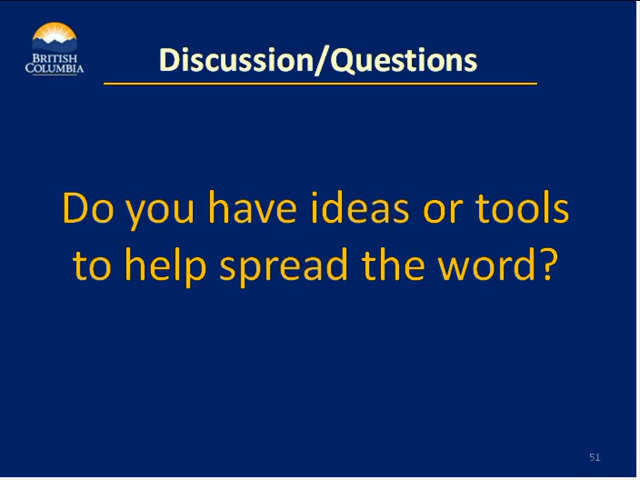 BRITISH
COLUMBIA
Discussion/Questions
Do you have ideas or tools
to help spread the word?
51